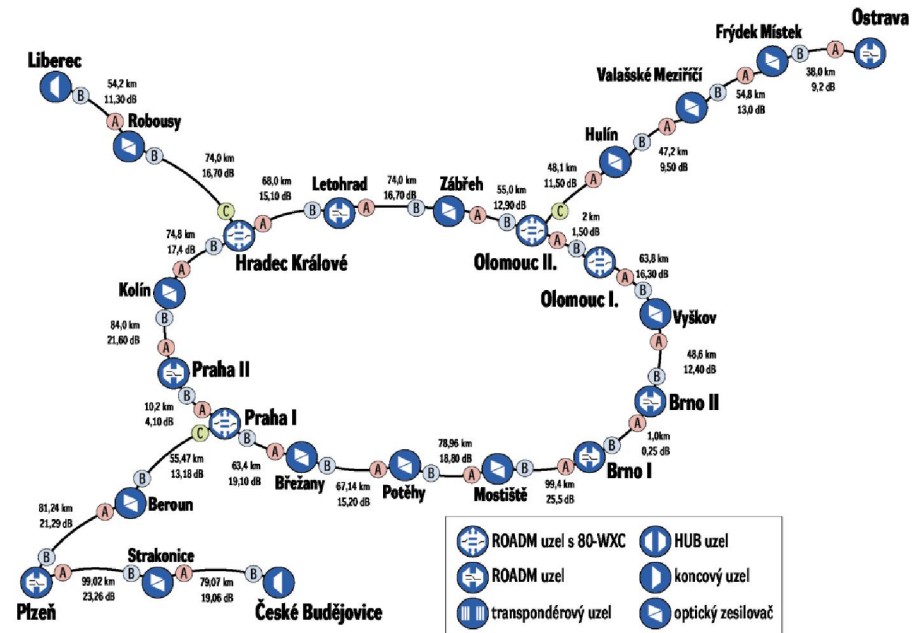 Ostrava
Frýdek Místek
B
A
A
38,0 km
9,2 dB
Valašské Meziříčí
B
A
54,8 km
13,0 dB
Liberec
B
54,2 km
11,30 dB
A
Robousy
B
Hulín
B
A
47,2 km
9,50 dB
74,0 km
16,70 dB
C
68,0 km
15,10 dB
Letohrad
74,0 km
16,70 dB
Zábřeh
55,0 km
12,90 dB
48,1 km
11,50 dB
A
C
A
B
A
B
A
B
2 km
1,50 dB
74,8 km
17,4 dB
B
Hradec Králové
Olomouc II.
A
B
63,8 km
16,30 dB
A
Kolín
Olomouc I.
A
B
B
Vyškov
84,0 km
21,60 dB
A
A
48,6 km
12,40 dB
B
Praha II
B
10,2 km
4,10 dB
A
Praha I
Brno II
A
C
B
1,0km
0,25 dB
B
55,47 km
13,18 dB
63,4 km
19,10 dB
A
Břežany
B
78,96 km
18,80 dB
Brno I
B
67,14 km
15,20 dB
A
Potěhy
B
A
Mostiště
B
99,4 km
25,5 dB
A
81,24 km
21,29 dB
A
Beroun
B
Strakonice
A
99,02 km
23,26 dB
B
A
79,07 km
19,06 dB
B
Plzeň
České Budějovice
ROADM uzel s 80-WXC
HUB uzel
ROADM uzel
koncový uzel
transpondérový uzel
optický zesilovač